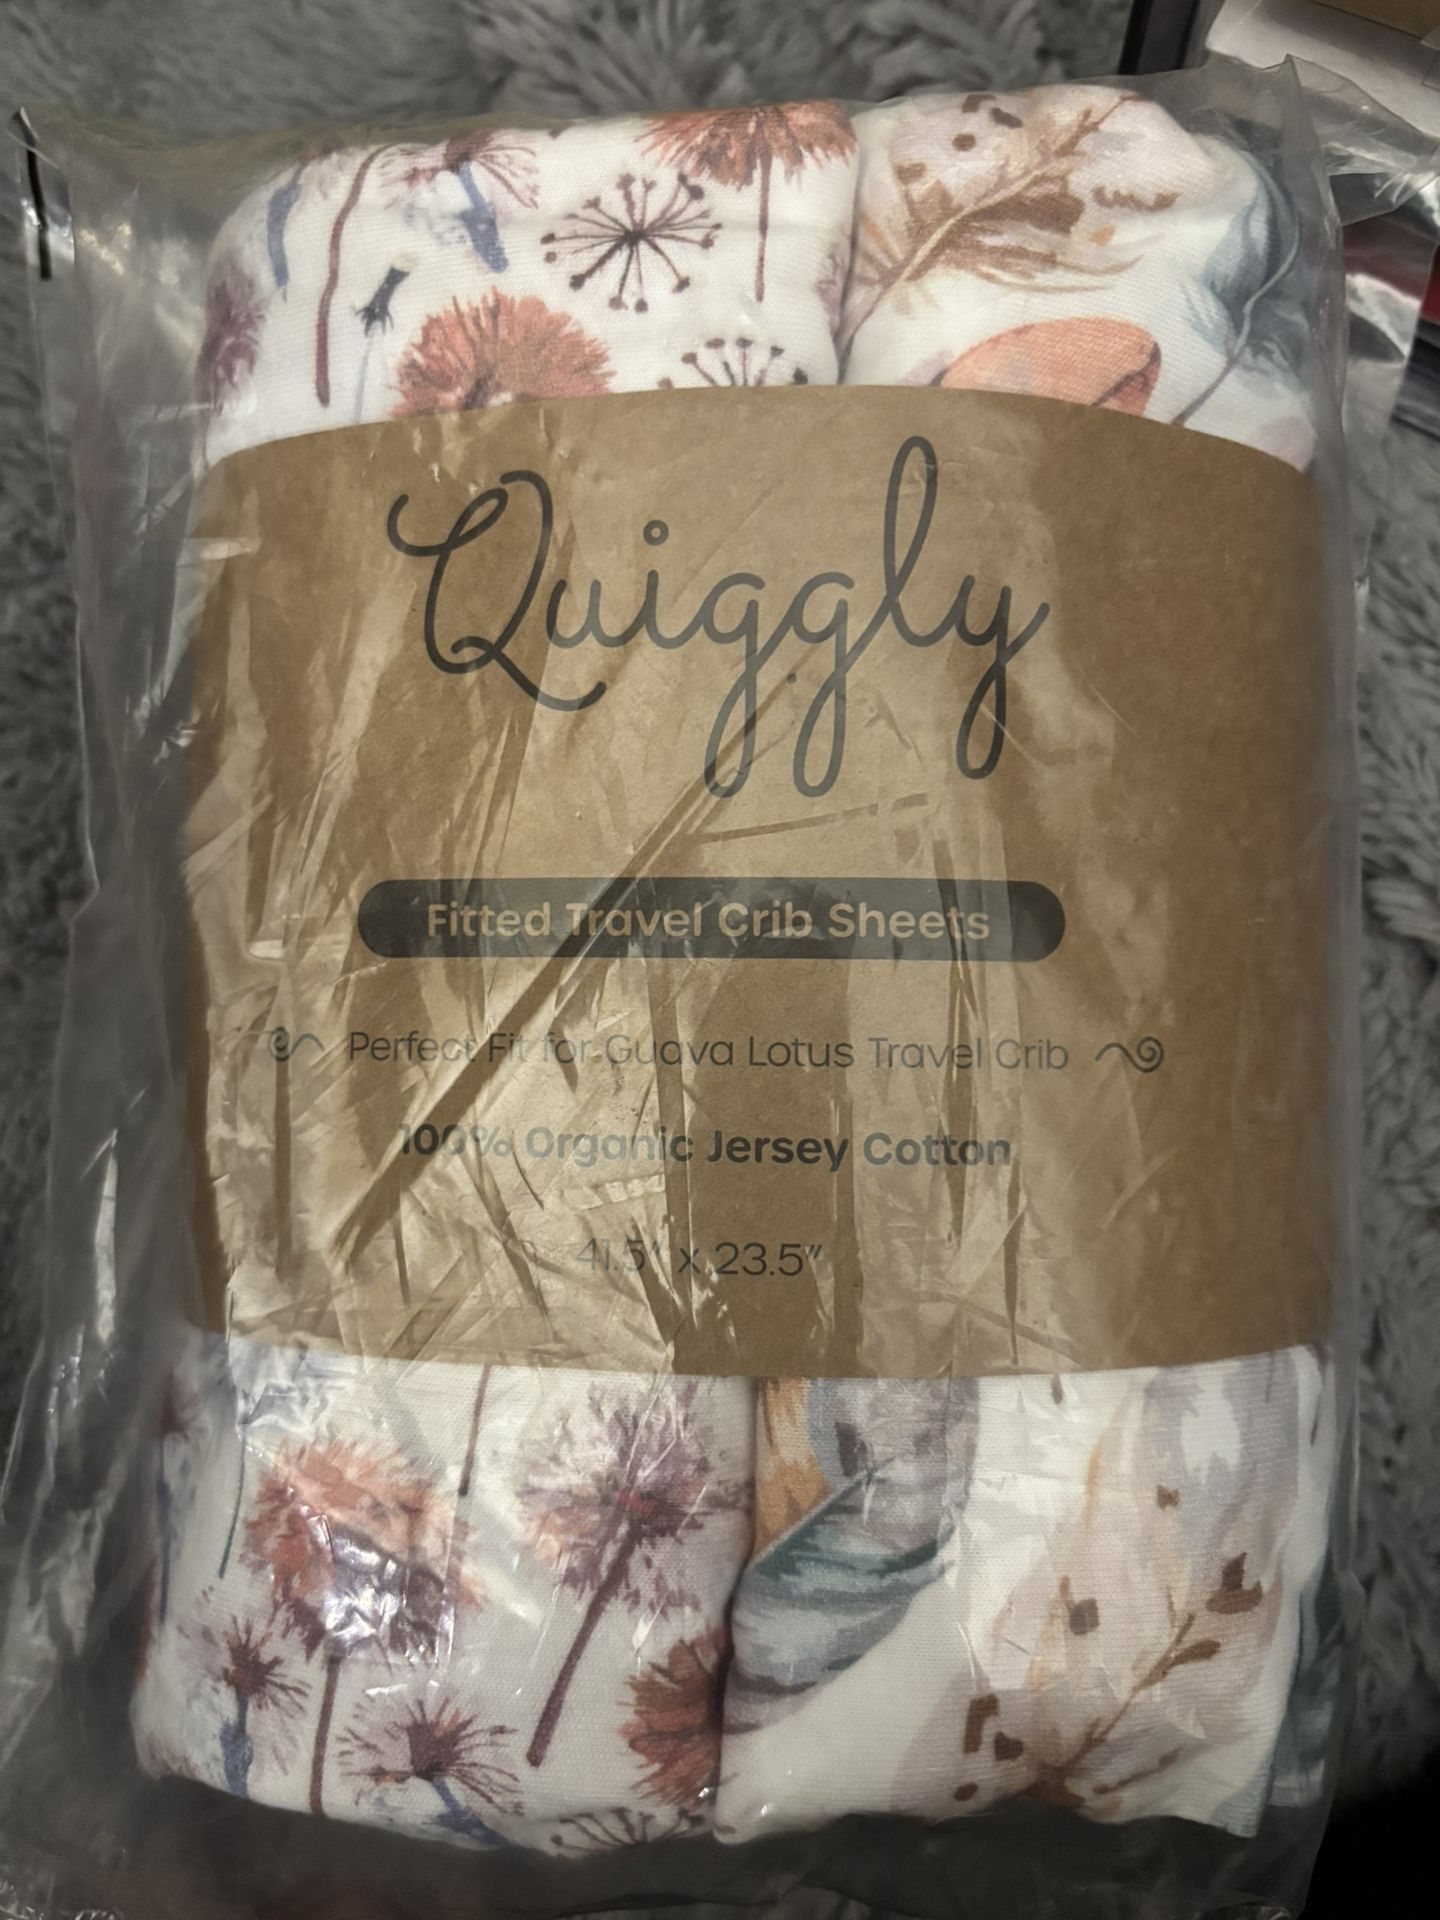 Quiggly
Fitted Travel Crib Sheets
Perfect Fit for Guava Lotus Travel Crib
100% Organic Jersey Cotton
41.5" x 23.5"